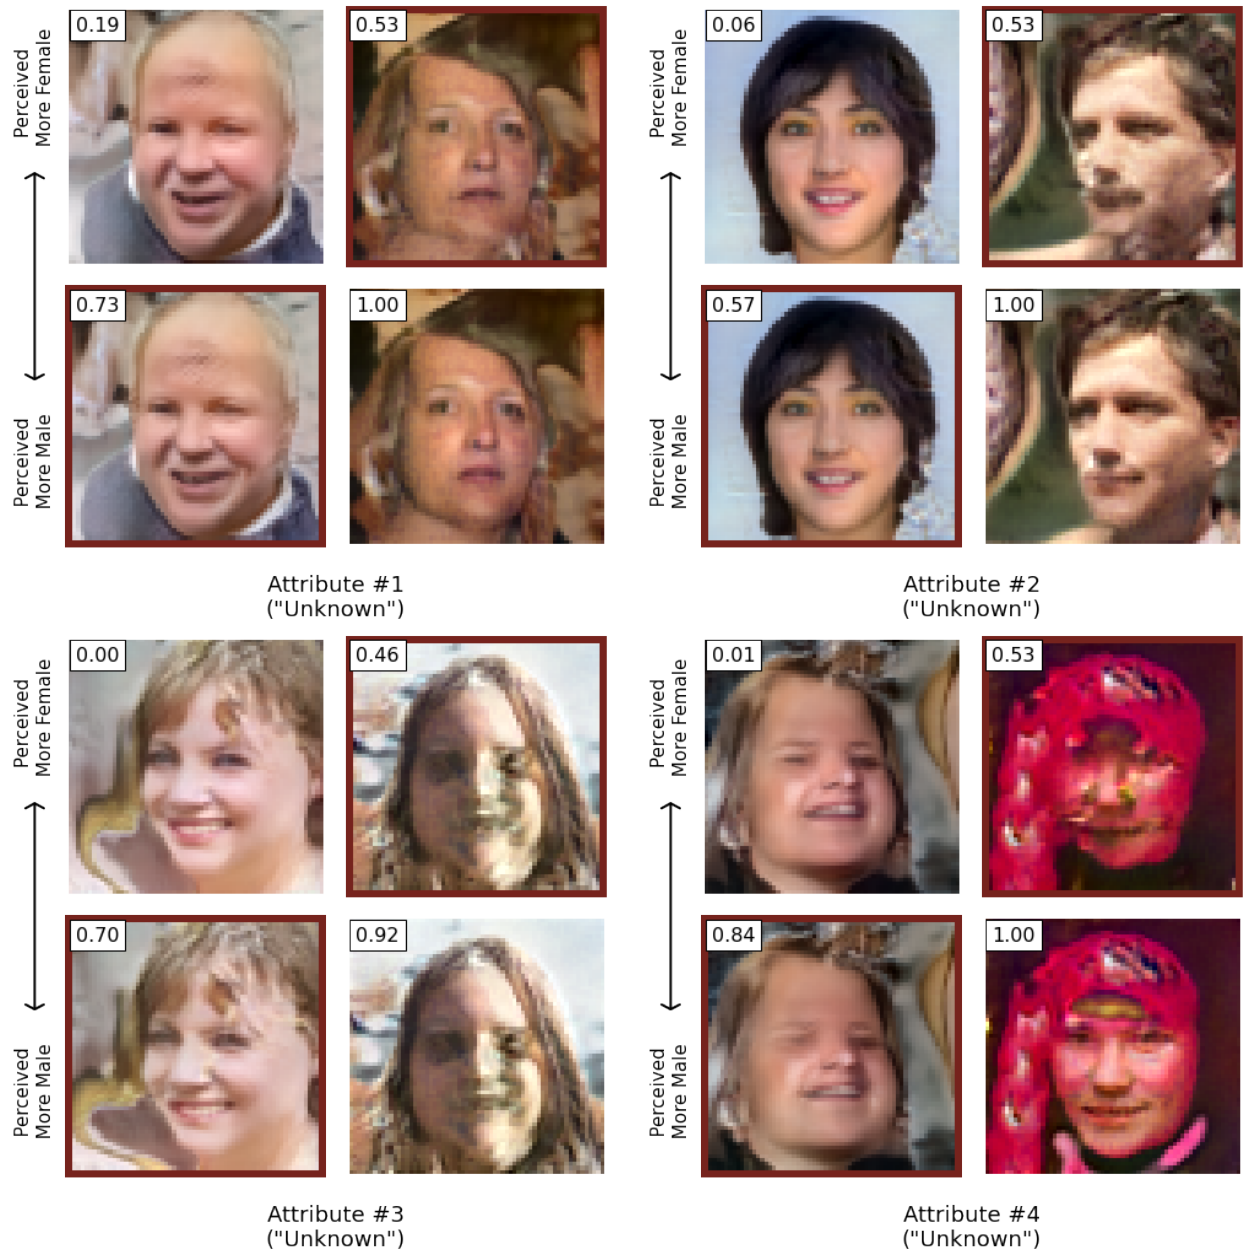 0.19
0.53
0.06
0.53
Perceived
More Female
Perceived
More Female
0.73
1.00
0.57
1.00
Perceived
More Male
Perceived
More Male
Attribute #1
("Unknown")
Attribute #2
("Unknown")
0.00
0.46
0.01
0.53
Perceived
More Female
Perceived
More Female
0.70
0.92
0.84
1.00
Perceived
More Male
Perceived
More Male
Attribute #3
("Unknown")
Attribute #4
("Unknown")